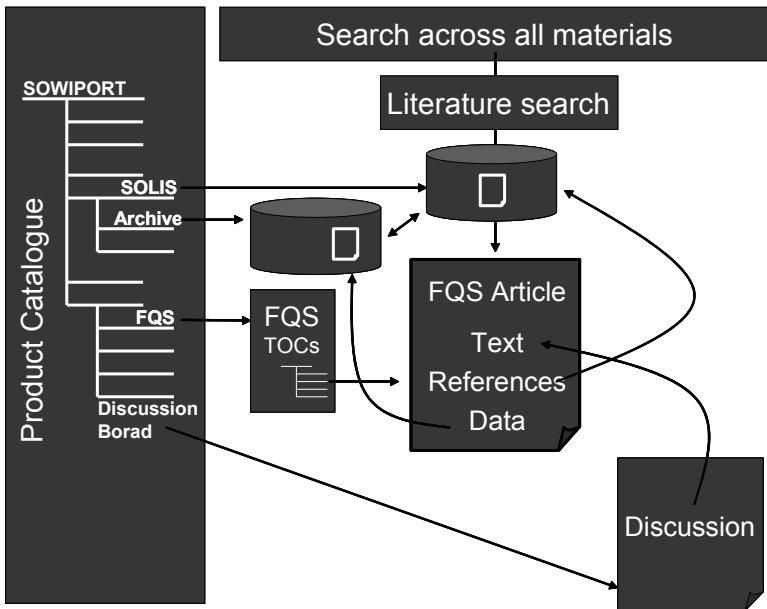 Search across all materials
Literature search
Product Catalogue
SOWIPORT
SOLIS
Archive
FQS
Discussion
Borad
FQS
TOCs
FQS Article
Text
References
Data
Discussion